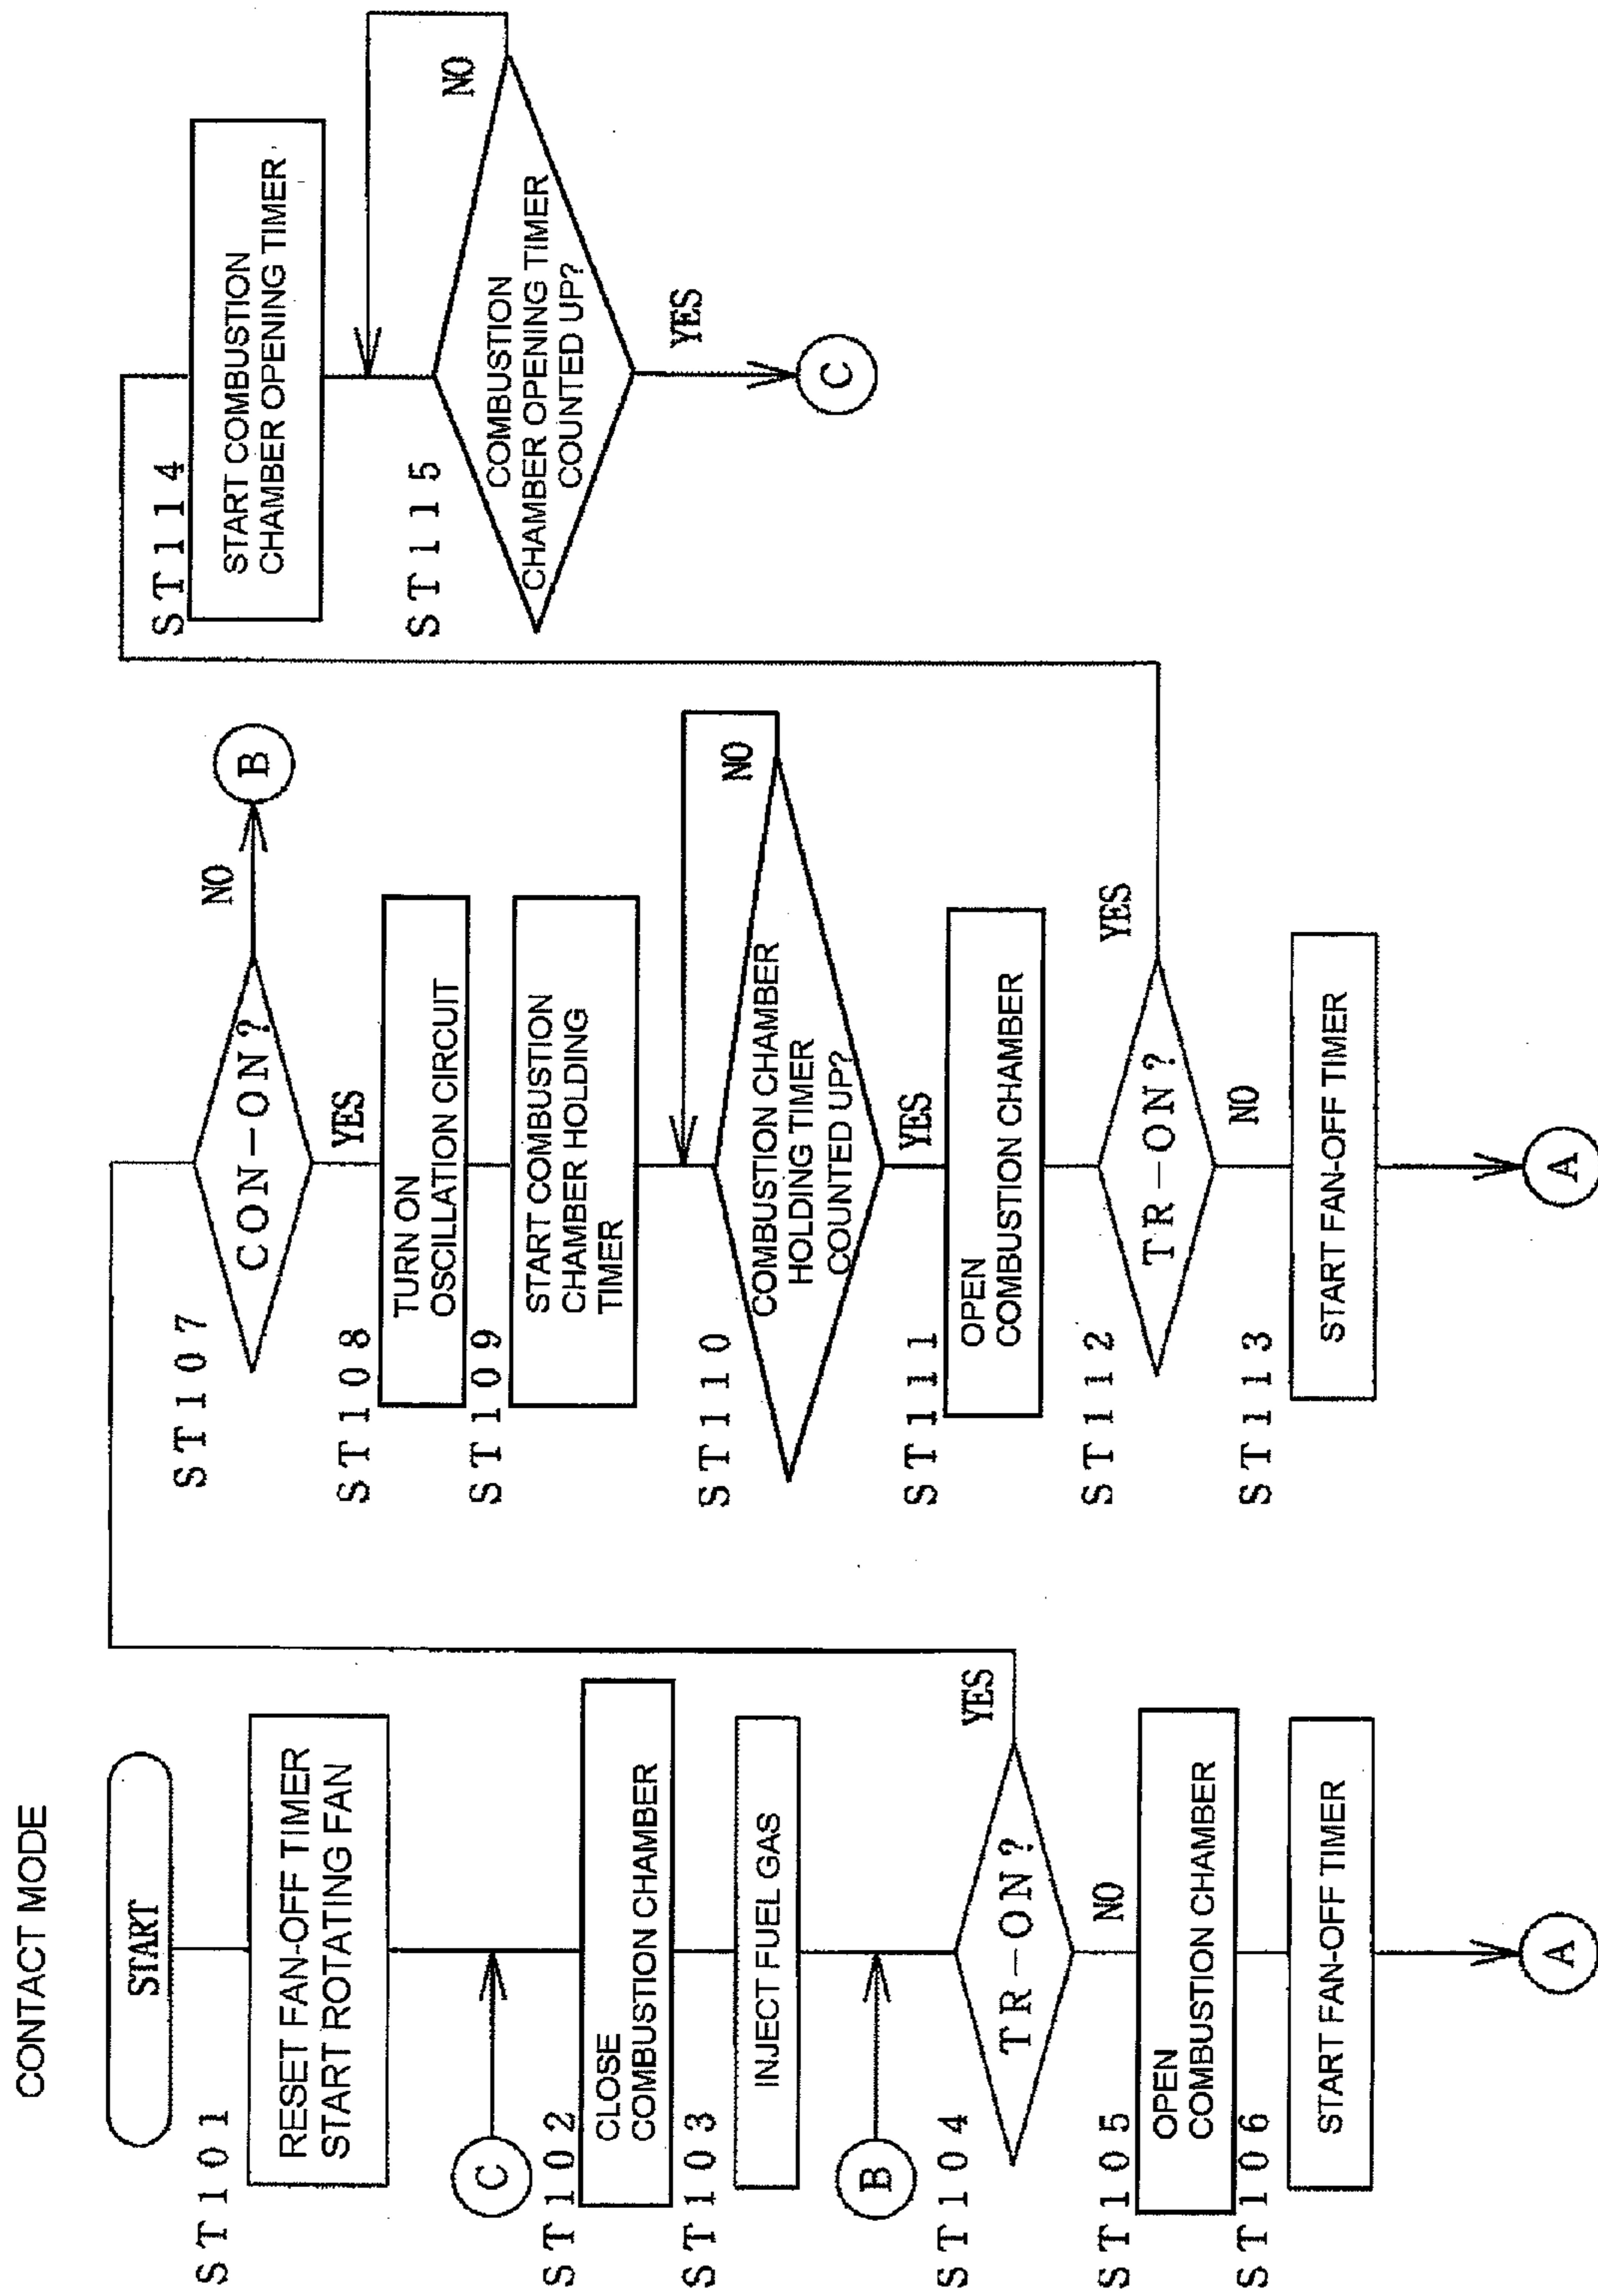 CONTACT MODE
START
ST101
RESET FAN-OFF TIMER
START ROTATING FAN
C
ST102
CLOSE
COMBUSTION CHAMBER
ST103
INJECT FUEL GAS
B
ST104
TR-ON?
YES
NO
ST105
OPEN
COMBUSTION CHAMBER
ST106
START FAN-OFF TIMER
A
ST107
CON-ON?
NO
B
YES
ST108
TURN ON
OSCILLATION CIRCUIT
ST109
START COMBUSTION
CHAMBER HOLDING
TIMER
ST110
COMBUSTION CHAMBER
HOLDING TIMER
COUNTED UP?
NO
YES
ST111
OPEN
COMBUSTION CHAMBER
ST112
TR-ON?
YES
NO
ST113
START FAN-OFF TIMER
A
ST114
START COMBUSTION
CHAMBER OPENING TIMER
ST115
COMBUSTION
CHAMBER OPENING TIMER
COUNTED UP?
NO
YES
C